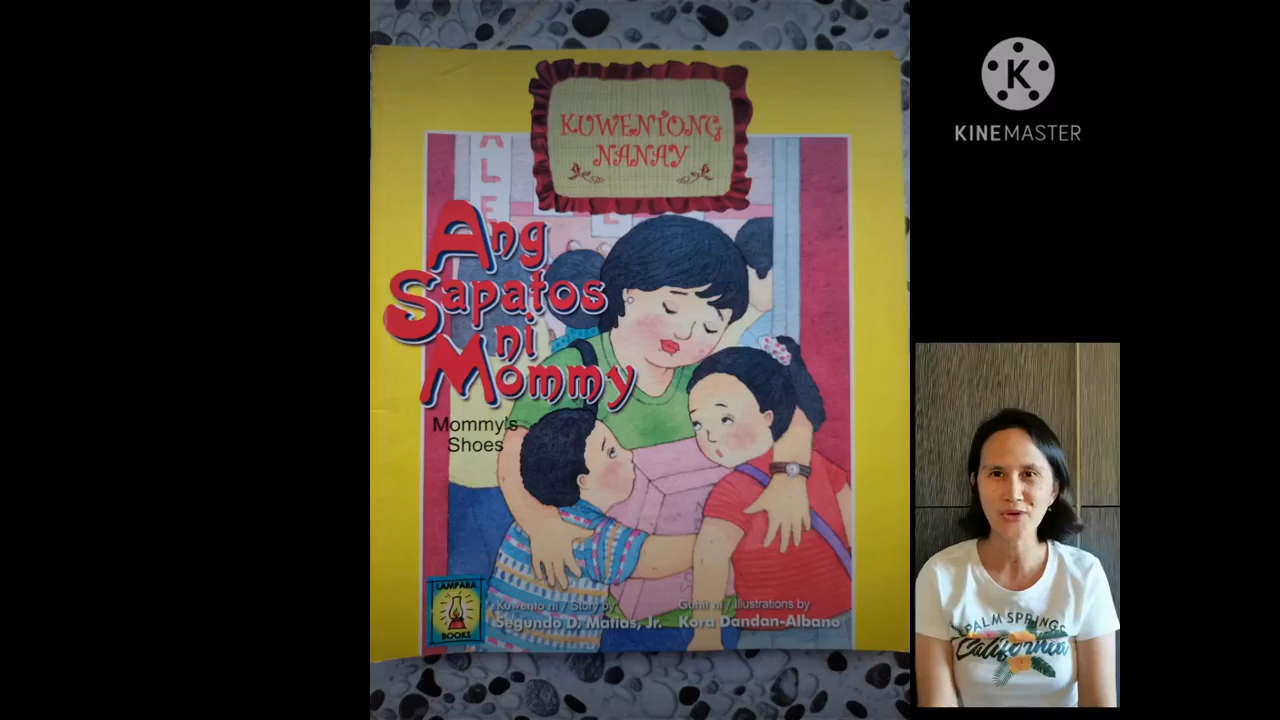 KUWENTONG
NANAY
ALE
E
Ang
Sapatos
ni
Mommy
Mommy's
Shoes
LAMPARA
BOOKS
Kuwento ni / Story by
Segundo D. Matias, Jr.
Guhit ni / Illustrations by
Kora Dandan-Albano
K
KINEMASTER
PALM SPRINGS
California